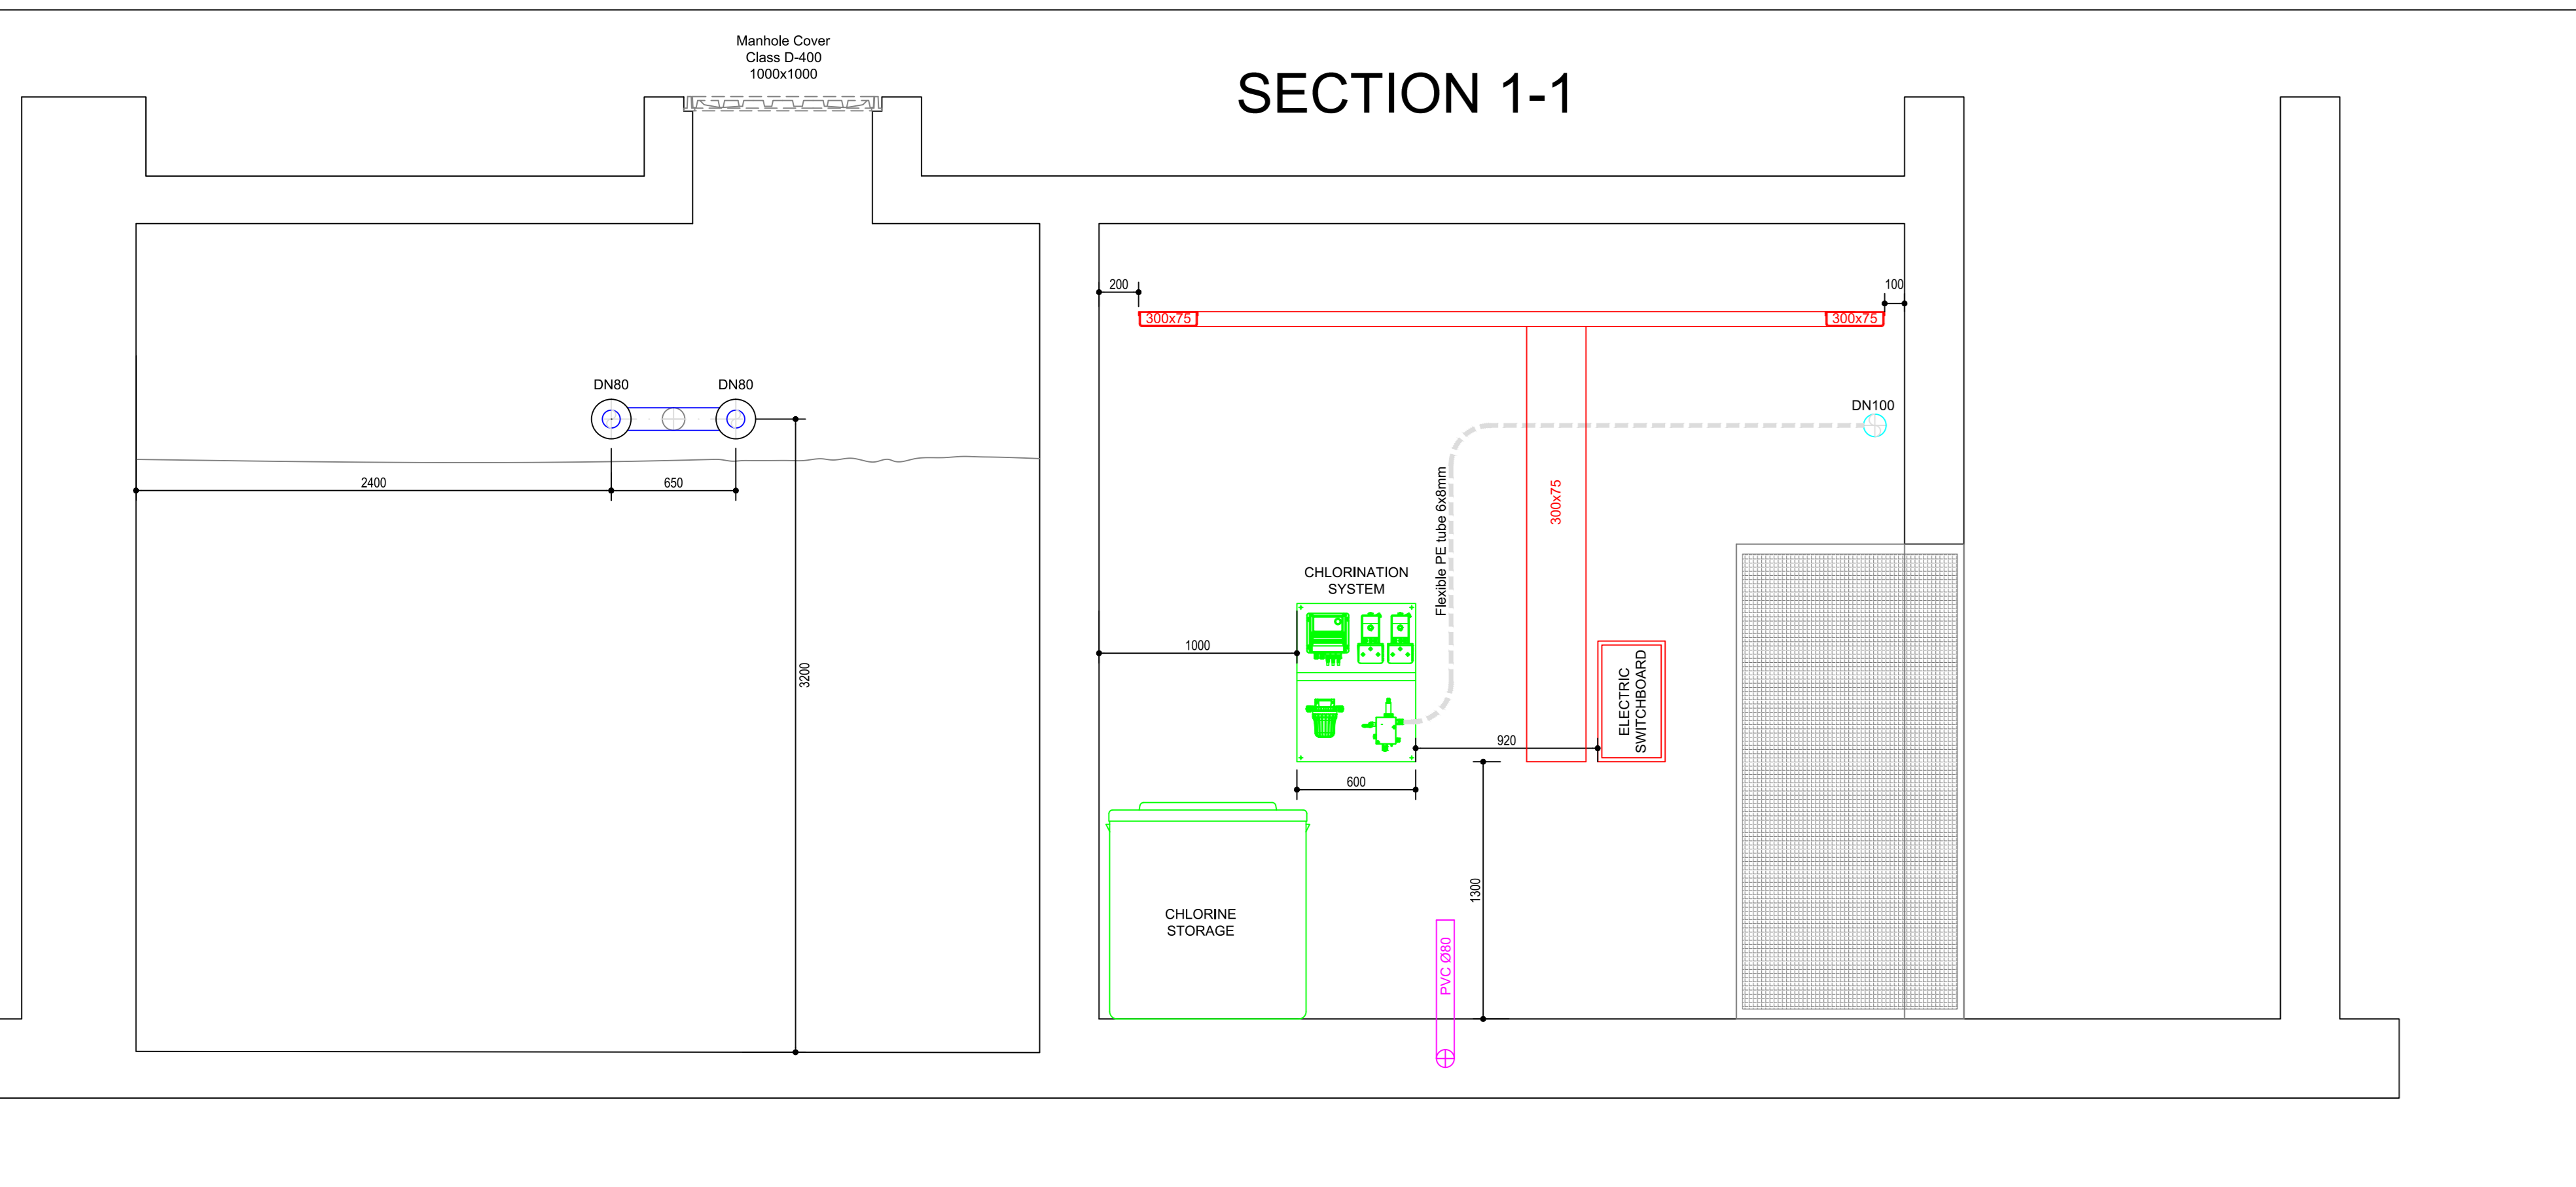 Manhole Cover
Class D-400
1000x1000
SECTION 1-1
200
100
300x75
300x75
DN80
DN80
DN100
2400
650
Flexible PE tube 6x8mm
300x75
CHLORINATION
SYSTEM
1000
3200
ELECTRIC
SWITCHBOARD
920
600
1300
CHLORINE
STORAGE
PVC Ø80